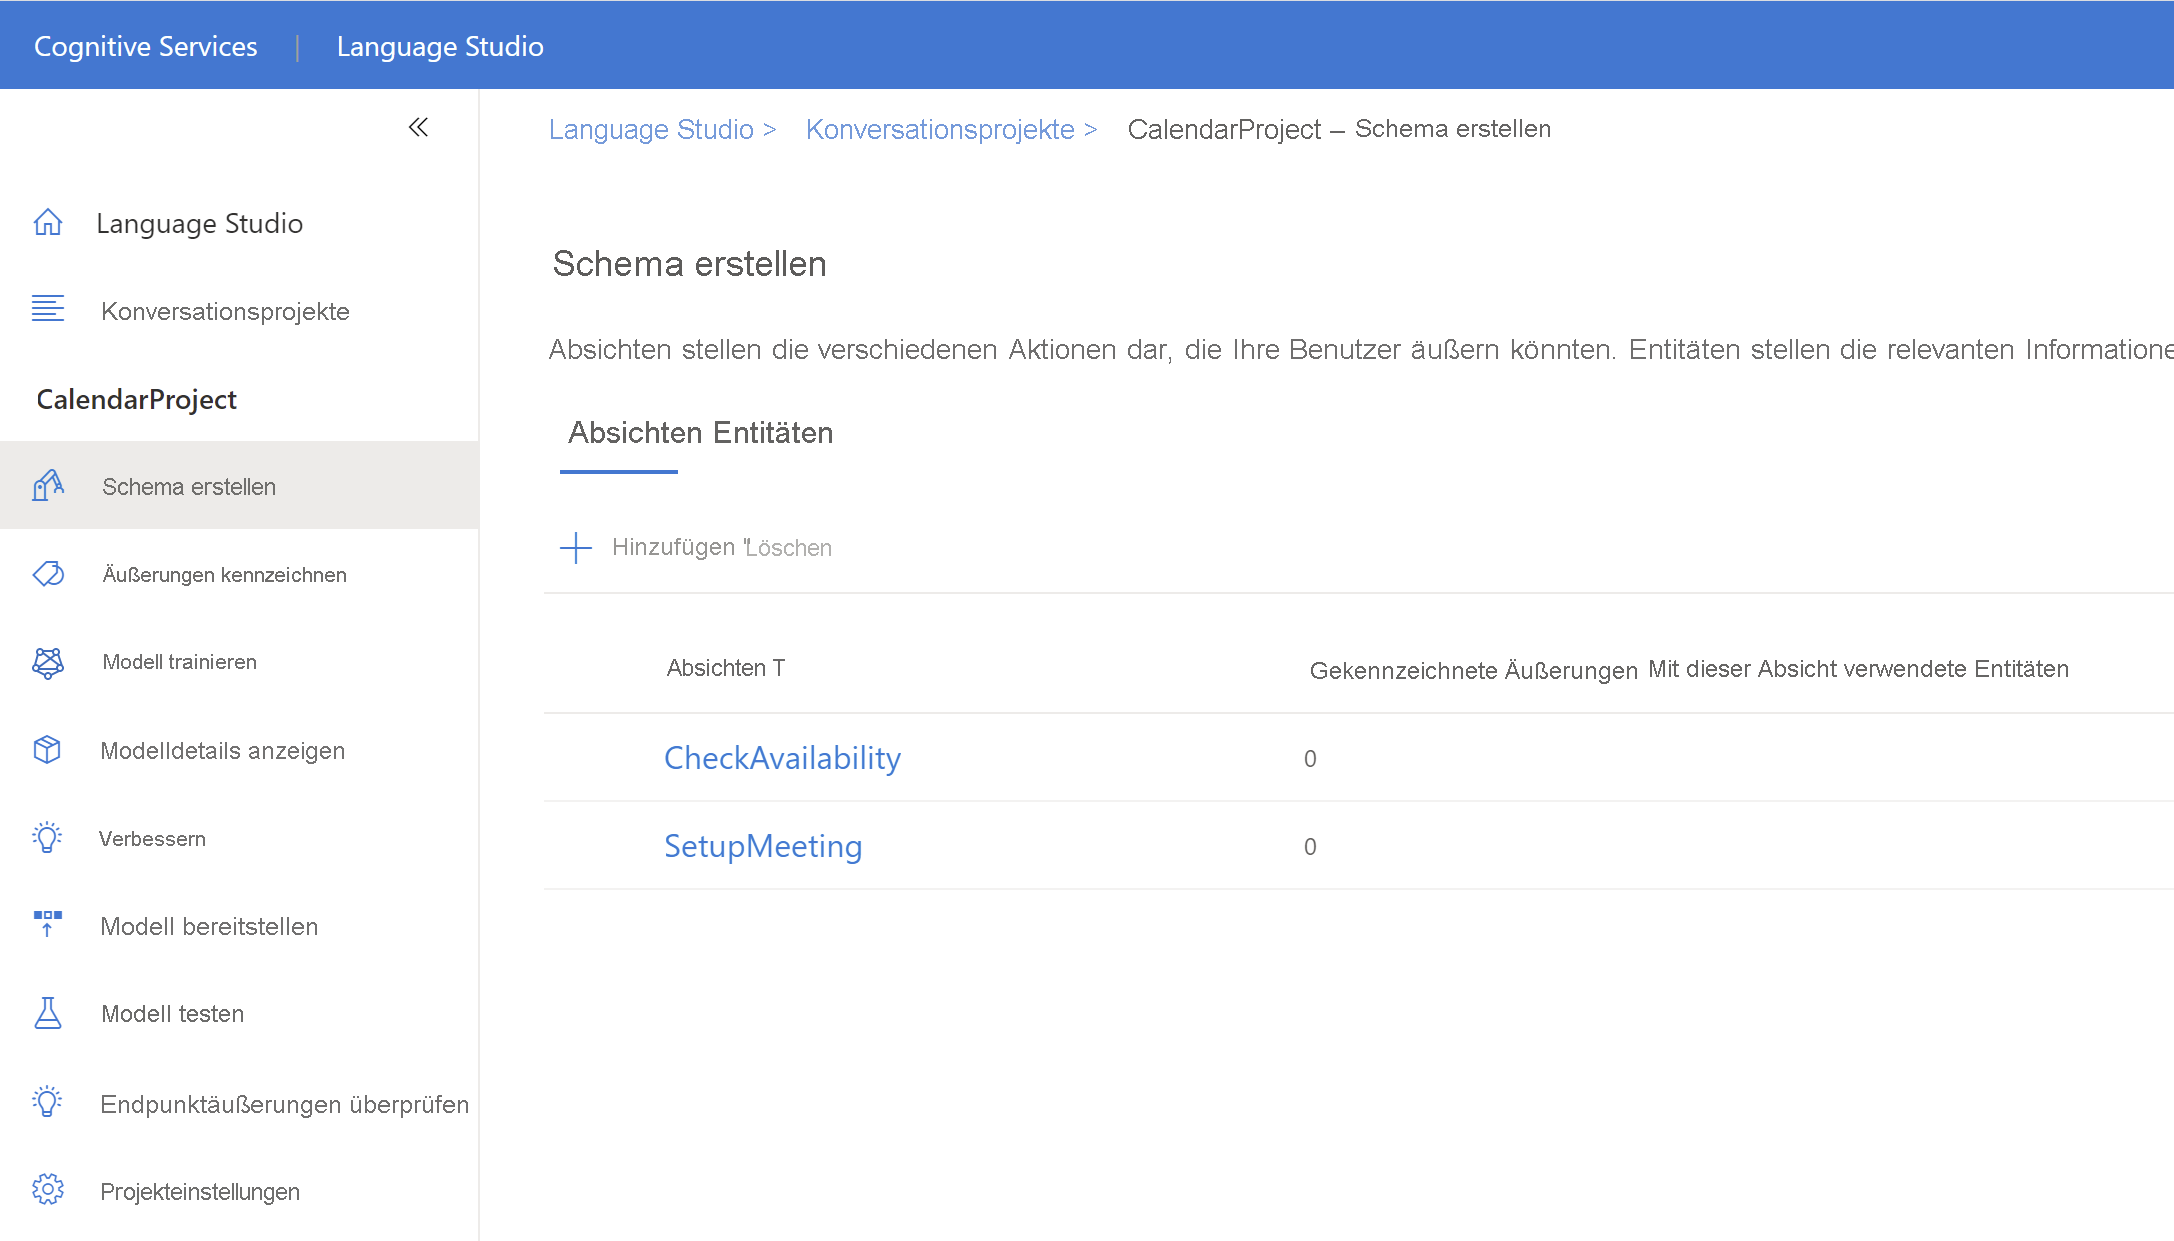 Cognitive Services | Language Studio
Language Studio > Konversationsprojekte > CalendarProject – Schema erstellen
Language Studio
Konversationsprojekte
CalendarProject
Schema erstellen
Äußerungen kennzeichnen
Modell trainieren
Modelldetails anzeigen
Verbessern
Modell bereitstellen
Modell testen
Endpunktäußerungen überprüfen
Projekteinstellungen
Schema erstellen
Absichten stellen die verschiedenen Aktionen dar, die Ihre Benutzer äußern könnten. Entitäten stellen die relevanten Informatione
Absichten Entitäten
Hinzufügen "Löschen
Absichten T Gekennzeichnete Äußerungen Mit dieser Absicht verwendete Entitäten
CheckAvailability 0
SetupMeeting 0